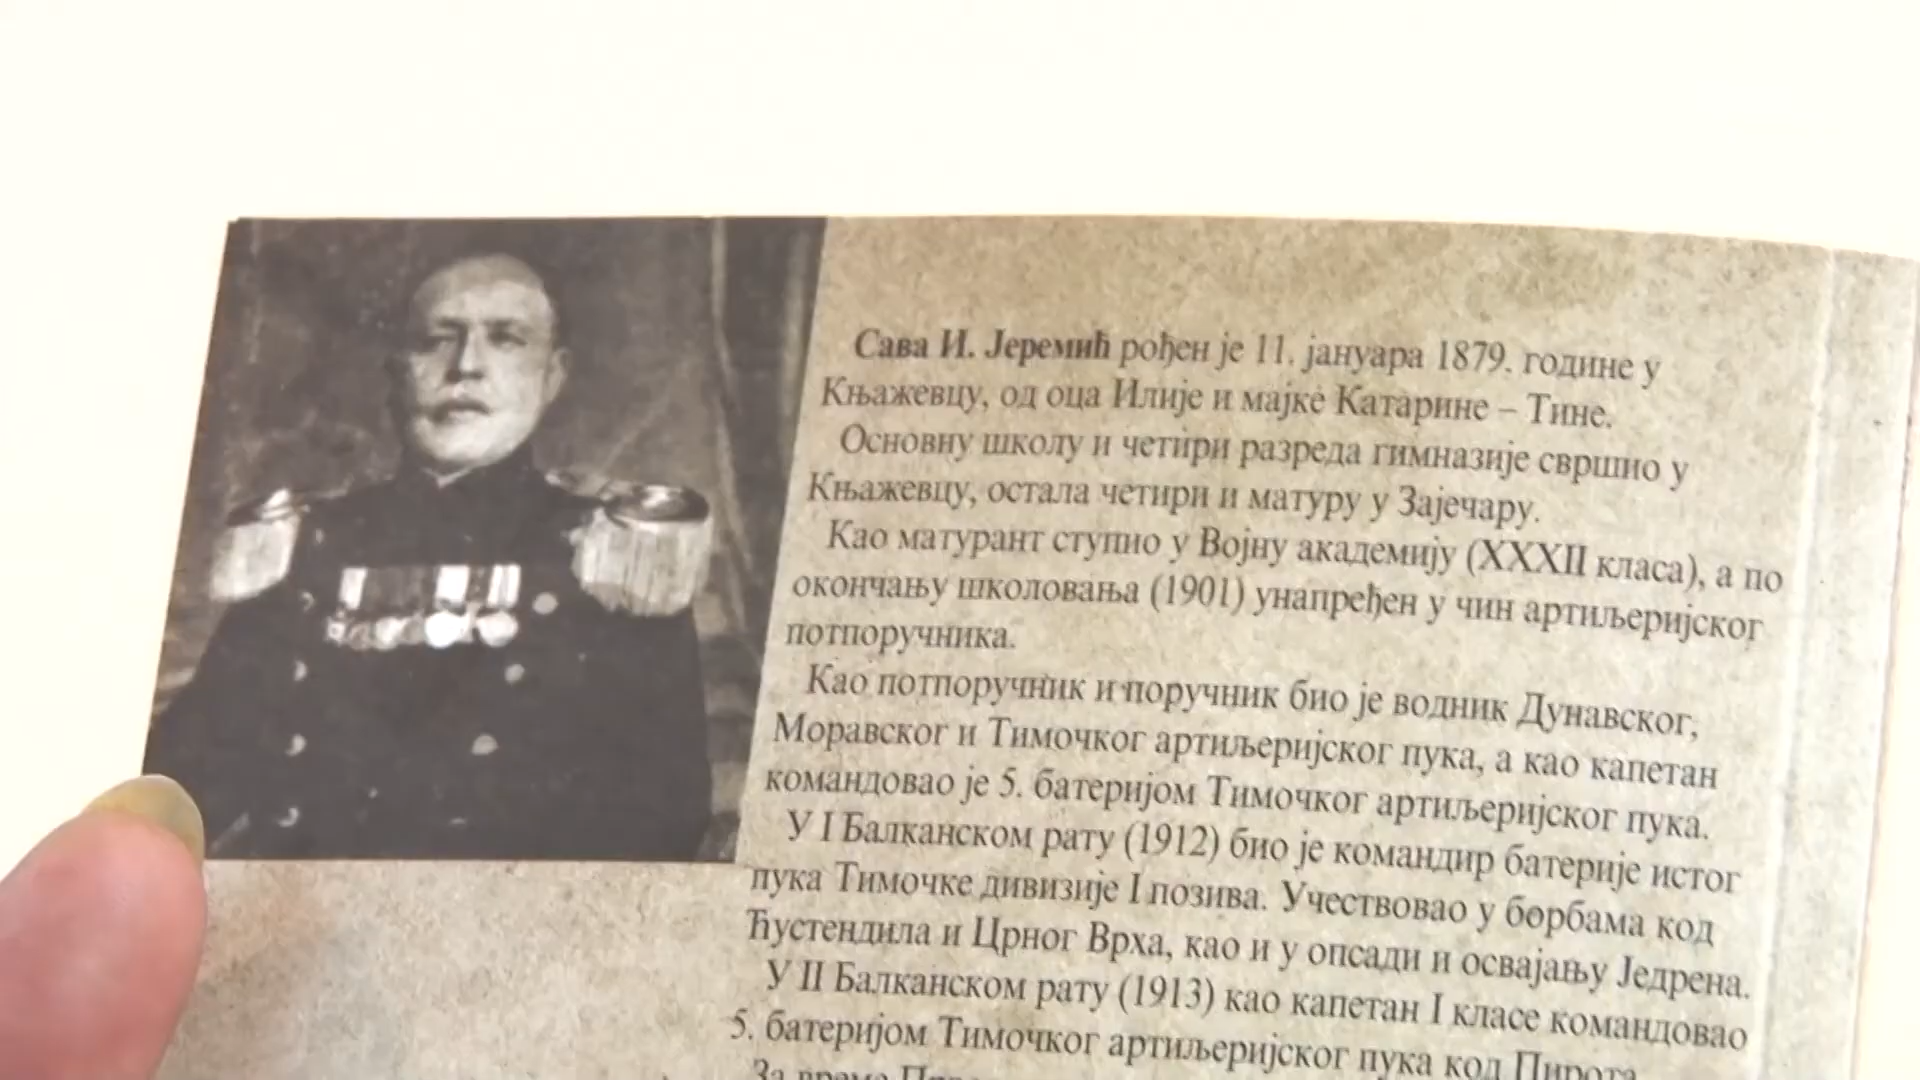 Сава И. Јеремић рођен је 11. јануара 1879. године у
Књажевцу, од оца Илије и мајке Катарине – Тине.
Основну школу и четири разреда гимназије свршио у
Књажевцу, остала четири и матуру у Зајечару.
Као матурант ступио у Војну академију (XXXII класа), а по
окончању школовања (1901) унапређен у чин артиљеријског
потпоручника.
Као потпоручник и поручник био је водник Дунавског,
Моравског и Тимочког артиљеријског пука, а као капетан
командовао је 5. батеријом Тимочког артиљеријског пука.
У I Балканском рату (1912) био је командир батерије истог
пука Тимочке дивизије I позива. Учествовао у борбама код
Ћустендила и Црног Врха, као и у опсади и освајању Једрена.
У II Балканском рату (1913) као капетан I класе командовао
5. батеријом Тимочког артиљеријског пука код Пирота.
За време